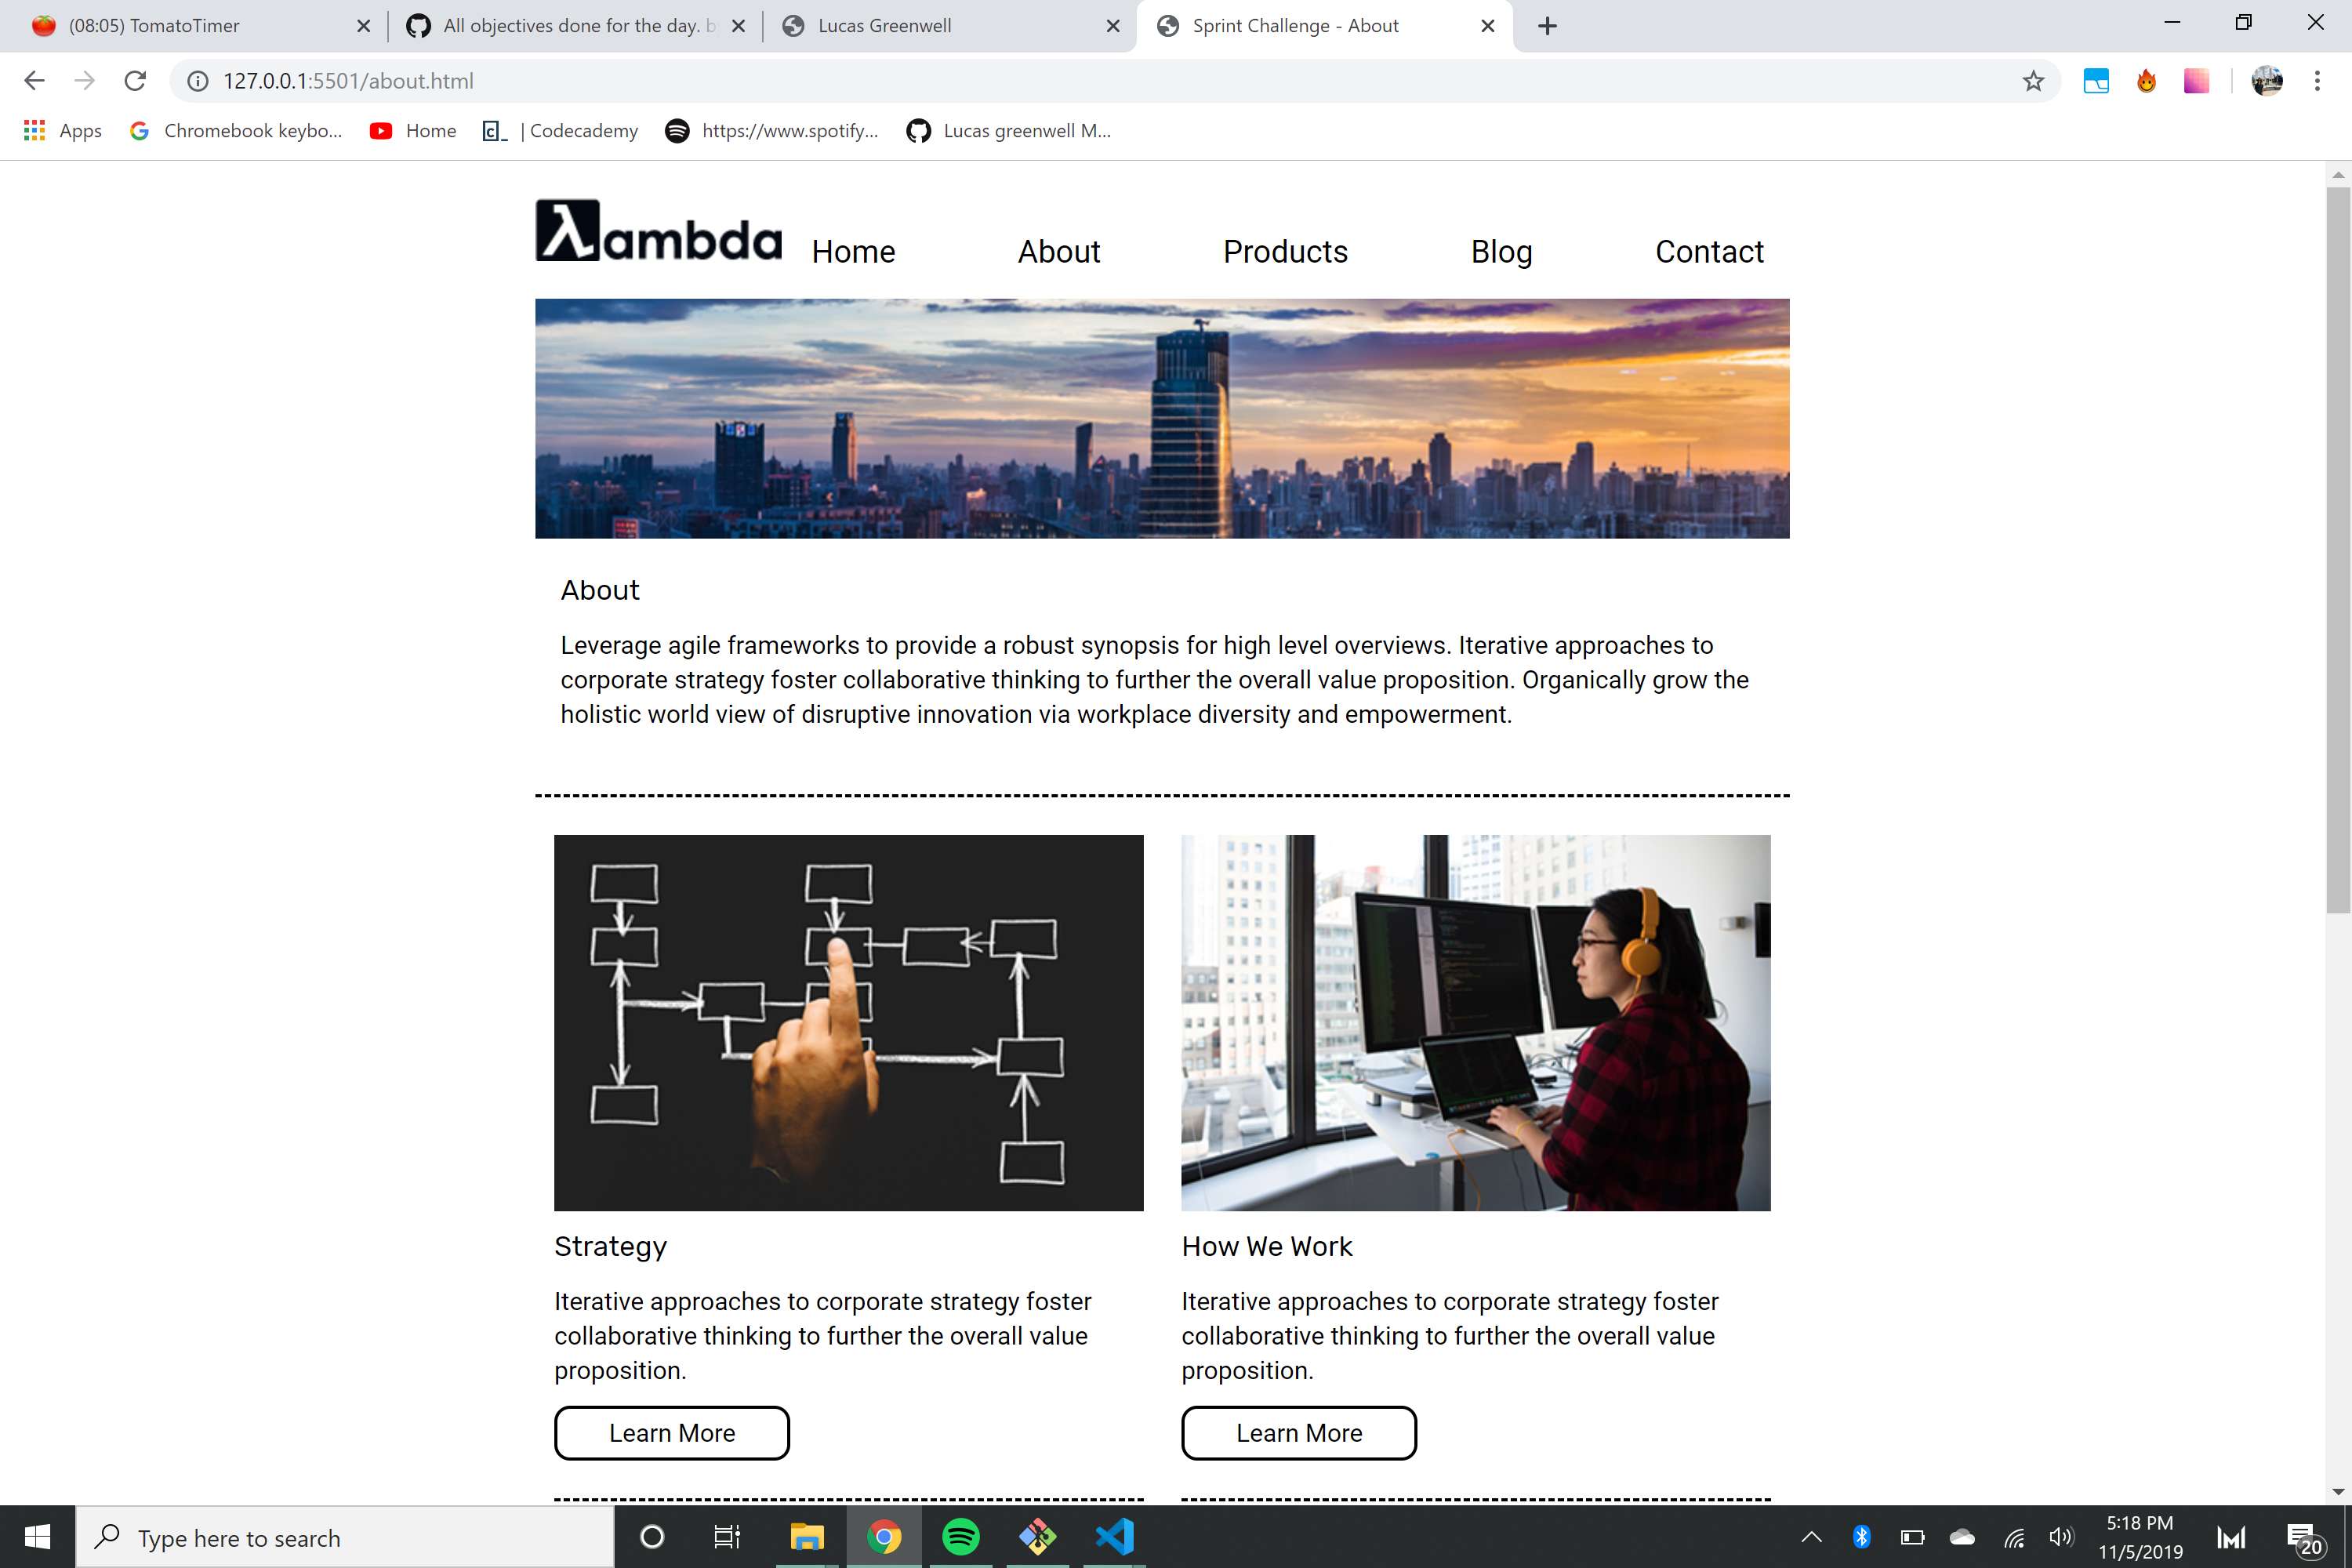 (08:05) TomatoTimer
All objectives done for the day. b
Lucas Greenwell
Sprint Challenge - About
127.0.0.1:5501/about.html
Apps
Chromebook keybo...
Home
| Codecademy
https://www.spotify...
Lucas greenwell M...
λambda
Home
About
Products
Blog
Contact
About
Leverage agile frameworks to provide a robust synopsis for high level overviews. Iterative approaches to
corporate strategy foster collaborative thinking to further the overall value proposition. Organically grow the
holistic world view of disruptive innovation via workplace diversity and empowerment.
Strategy
Iterative approaches to corporate strategy foster
collaborative thinking to further the overall value
proposition.
Learn More
How We Work
Iterative approaches to corporate strategy foster
collaborative thinking to further the overall value
proposition.
Learn More
Type here to search
5:18 PM
11/5/2019
20